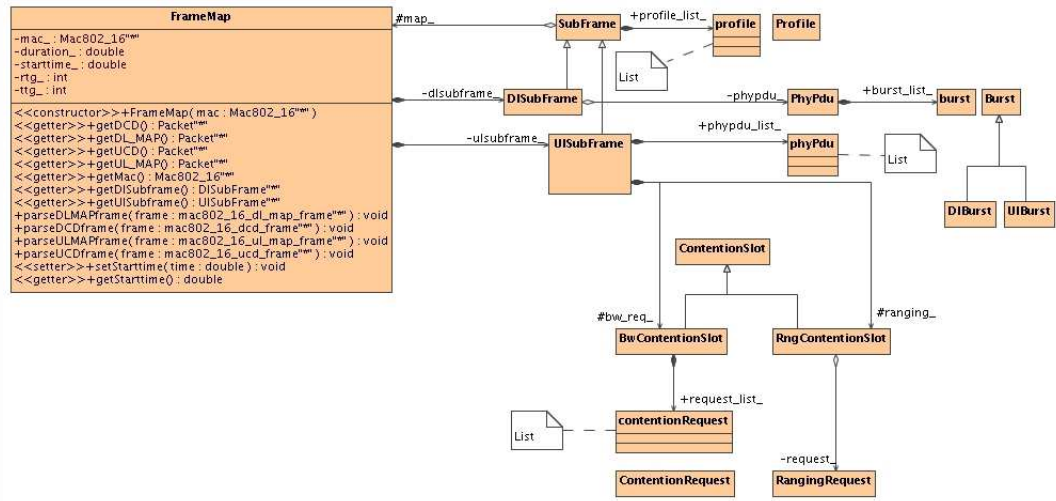 FrameMap
-mac_ : Mac802_16"*"
-duration_ : double
-starttime_ : double
-rtg_ : int
-ttg_ : int
<<constructor>>+FrameMap( mac : Mac802_16"*" )
<<getter>>+getDCD() : Packet"*"
<<getter>>+getDL_MAP() : Packet"*"
<<getter>>+getUCD() : Packet"*"
<<getter>>+getUL_MAP() : Packet"*"
<<getter>>+getMac() : Mac802_16"*"
<<getter>>+getDlSubframe() : DlSubFrame"*"
<<getter>>+getUlSubframe() : UlSubFrame"*"
+parseDLMAPframe( frame : mac802_16_dl_map_frame"*" ) : void
+parseDCDframe( frame : mac802_16_dcd_frame"*" ) : void
+parseULMAPframe( frame : mac802_16_ul_map_frame"*" ) : void
+parseUCDframe( frame : mac802_16_ucd_frame"*" ) : void
<<setter>>+setStarttime( time : double ) : void
<<getter>>+getStarttime() : double
#map_
SubFrame
+profile_list_
profile
Profile
List
-dlsubframe_
DlSubFrame
-phypdu_
PhyPdu
+burst_list_
burst
Burst
-ulsubframe_
UlSubFrame
+phypdu_list_
phyPdu
List
DlBurst
UlBurst
ContentionSlot
#bw_req_
#ranging_
BwContentionSlot
RngContentionSlot
+request_list_
List
contentionRequest
-request_
ContentionRequest
RangingRequest